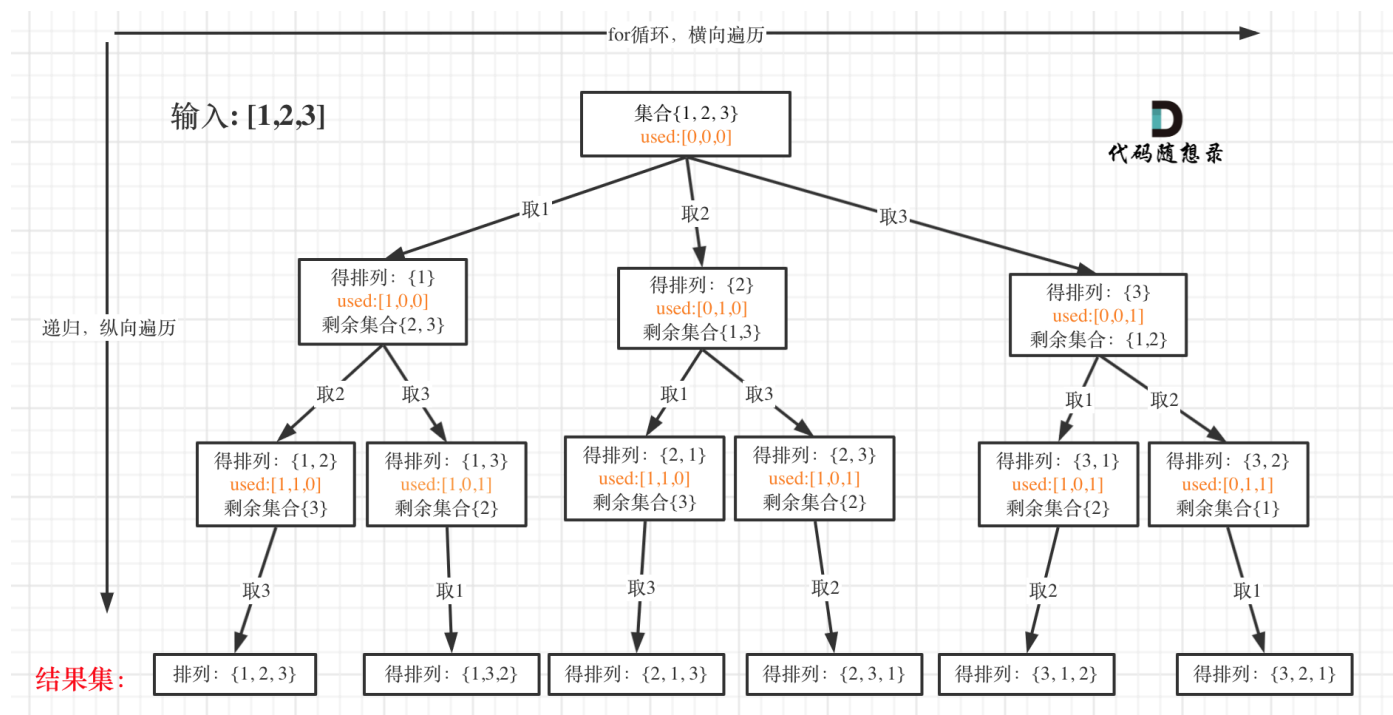 for循环，横向遍历
输入: [1,2,3]
集合{1, 2, 3}
used:[0,0,0]
代码随想录
取1
取2
取3
得排列：{1}
used:[1,0,0]
剩余集合{2, 3}
得排列：{2}
used:[0,1,0]
剩余集合{1,3}
得排列：{3}
used:[0,0,1]
剩余集合：{1,2}
递归，纵向遍历
取2
取3
取1
取3
取1
取2
得排列：{1, 2}
used:[1,1,0]
剩余集合{3}
得排列：{1, 3}
used:[1,0,1]
剩余集合{2}
得排列：{2, 1}
used:[1,1,0]
剩余集合{3}
得排列：{2, 3}
used:[1,0,1]
剩余集合{2}
得排列：{3, 1}
used:[1,0,1]
剩余集合{2}
得排列：{3, 2}
used:[0,1,1]
剩余集合{1}
取3
取1
取3
取2
取2
取1
结果集：
排列：{1, 2, 3}
得排列：{1,3,2}
得排列：{2, 1, 3}
得排列：{2, 3, 1}
得排列：{3, 1, 2}
得排列：{3, 2, 1}